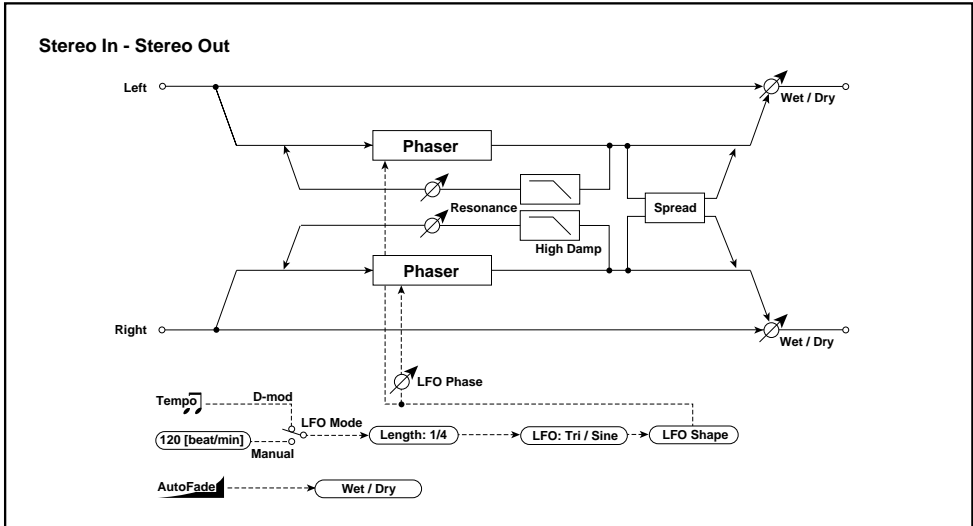 Stereo In - Stereo Out
Left
Wet / Dry
Phaser
Resonance
Spread
High Damp
Phaser
Right
Wet / Dry
LFO Phase
Tempo
D-mod
LFO Mode
120 [beat/min]
Manual
Length: 1/4
LFO: Tri / Sine
LFO Shape
AutoFade
Wet / Dry